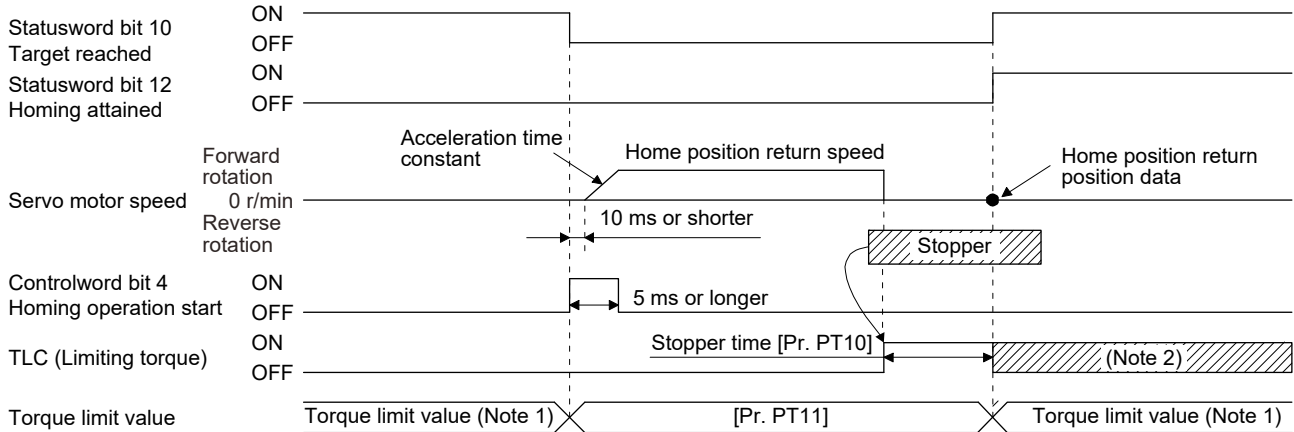 Statusword bit 10
Target reached
ON
OFF
Statusword bit 12
Homing attained
ON
OFF
Servo motor speed
Forward
rotation
0 r/min
Reverse
rotation
Acceleration time
constant
Home position return speed
Home position return
position data
10 ms or shorter
Stopper
Controlword bit 4
Homing operation start
ON
OFF
5 ms or longer
TLC (Limiting torque)
ON
OFF
Stopper time [Pr. PT10]
(Note 2)
Torque limit value
Torque limit value (Note 1)
[Pr. PT11]
Torque limit value (Note 1)